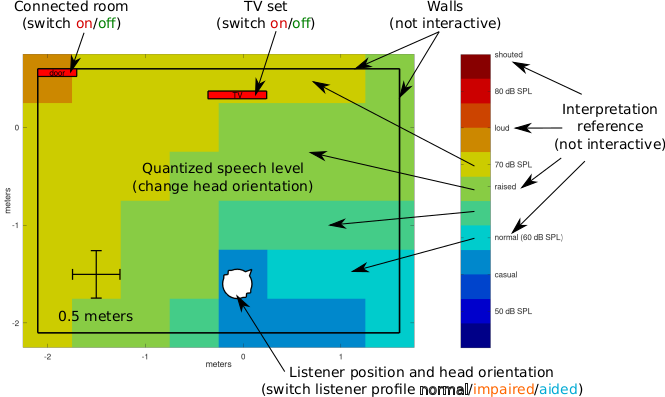 Connected room
(switch on/off)
TV set
(switch on/off)
Walls
(not interactive)
door
TV
shouted
80 dB SPL
loud
70 dB SPL
raised
normal (60 dB SPL)
casual
50 dB SPL
Interpretation
reference
(not interactive)
Quantized speech level
(change head orientation)
0.5 meters
meters
0
-1
-2
-2
-1
0
1
meters
Listener position and head orientation
(switch listener profile normal/impaired/aided)